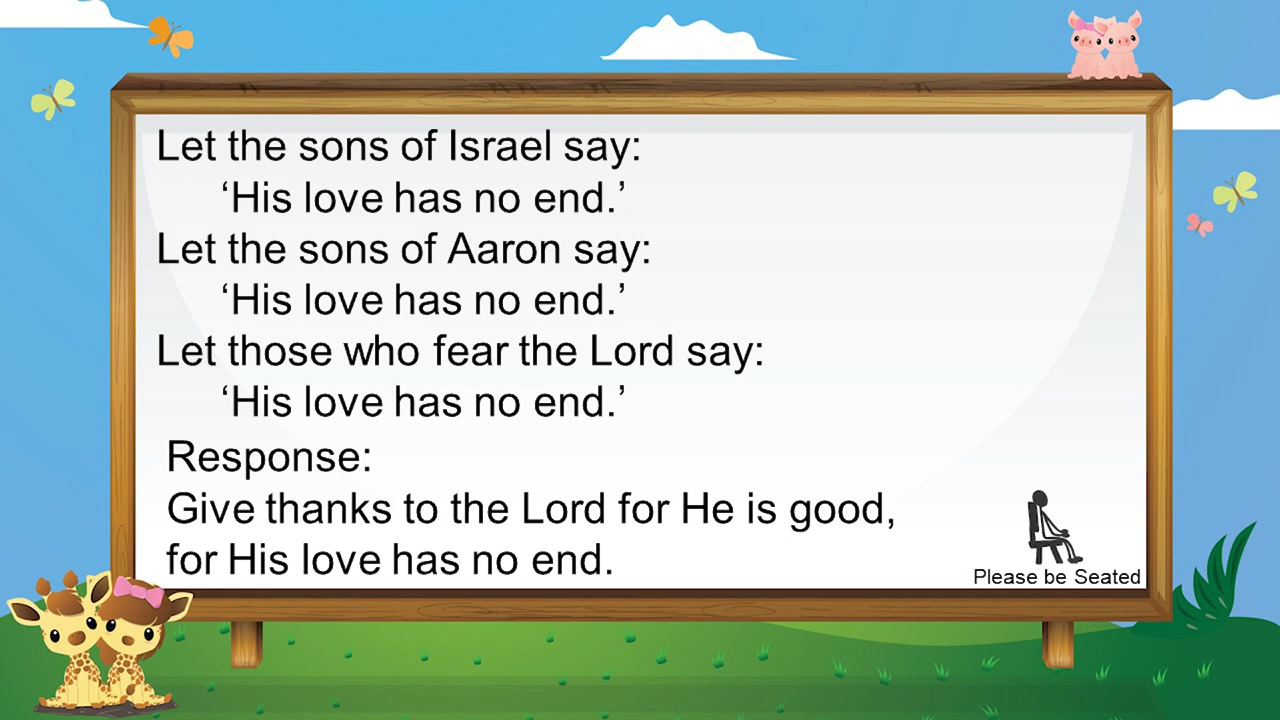 Let the sons of Israel say:
‘His love has no end.’
Let the sons of Aaron say:
‘His love has no end.’
Let those who fear the Lord say:
‘His love has no end.’
Response:
Give thanks to the Lord for He is good,
for His love has no end.
Please be Seated